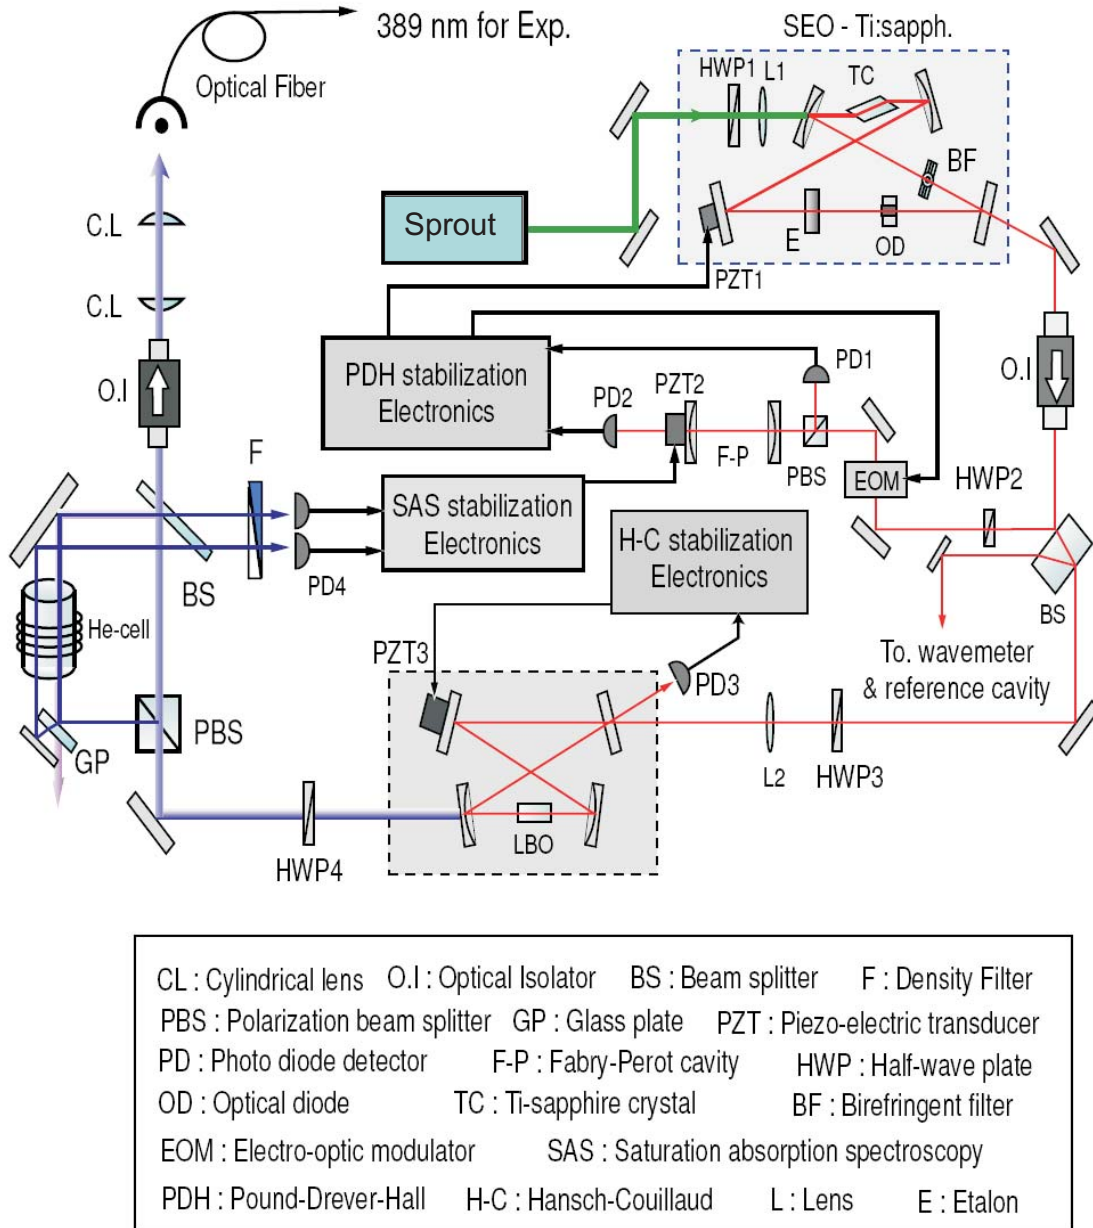 389 nm for Exp.
SEO - Ti:sapph.
Optical Fiber
HWP1
L1
TC
BF
C.L
Sprout
E
OD
PZT1
C.L
PDH stabilization
Electronics
PD1
O.I
O.I
PD2
PZT2
F-P
PBS
EOM
HWP2
F
SAS stabilization
Electronics
H-C stabilization
Electronics
PD4
BS
He-cell
BS
PZT3
PD3
To. wavemeter
& reference cavity
PBS
GP
L2
HWP3
LBO
HWP4
CL : Cylindrical lens O.I : Optical Isolator BS : Beam splitter F : Density Filter
PBS : Polarization beam splitter GP : Glass plate PZT : Piezo-electric transducer
PD : Photo diode detector F-P : Fabry-Perot cavity HWP : Half-wave plate
OD : Optical diode TC : Ti-sapphire crystal BF : Birefringent filter
EOM : Electro-optic modulator SAS : Saturation absorption spectroscopy
PDH : Pound-Drever-Hall H-C : Hansch-Couillaud L : Lens E : Etalon